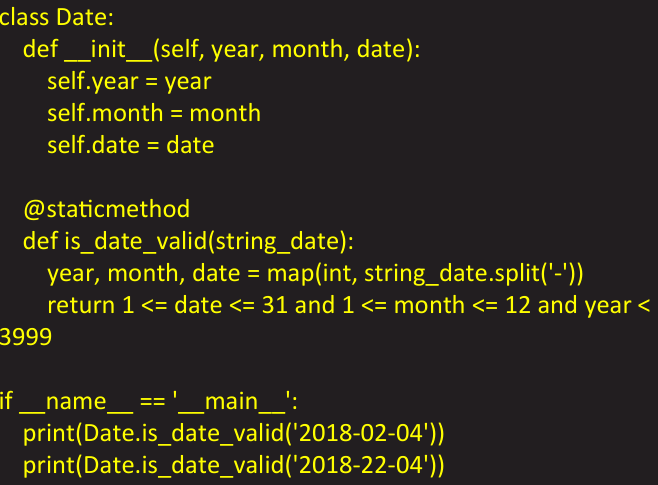 class Date:
    def __init__(self, year, month, date):
        self.year = year
        self.month = month
        self.date = date

    @staticmethod
    def is_date_valid(string_date):
        year, month, date = map(int, string_date.split('-'))
        return 1 <= date <= 31 and 1 <= month <= 12 and year <
3999

if __name__ == '__main__':
    print(Date.is_date_valid('2018-02-04'))
    print(Date.is_date_valid('2018-22-04'))